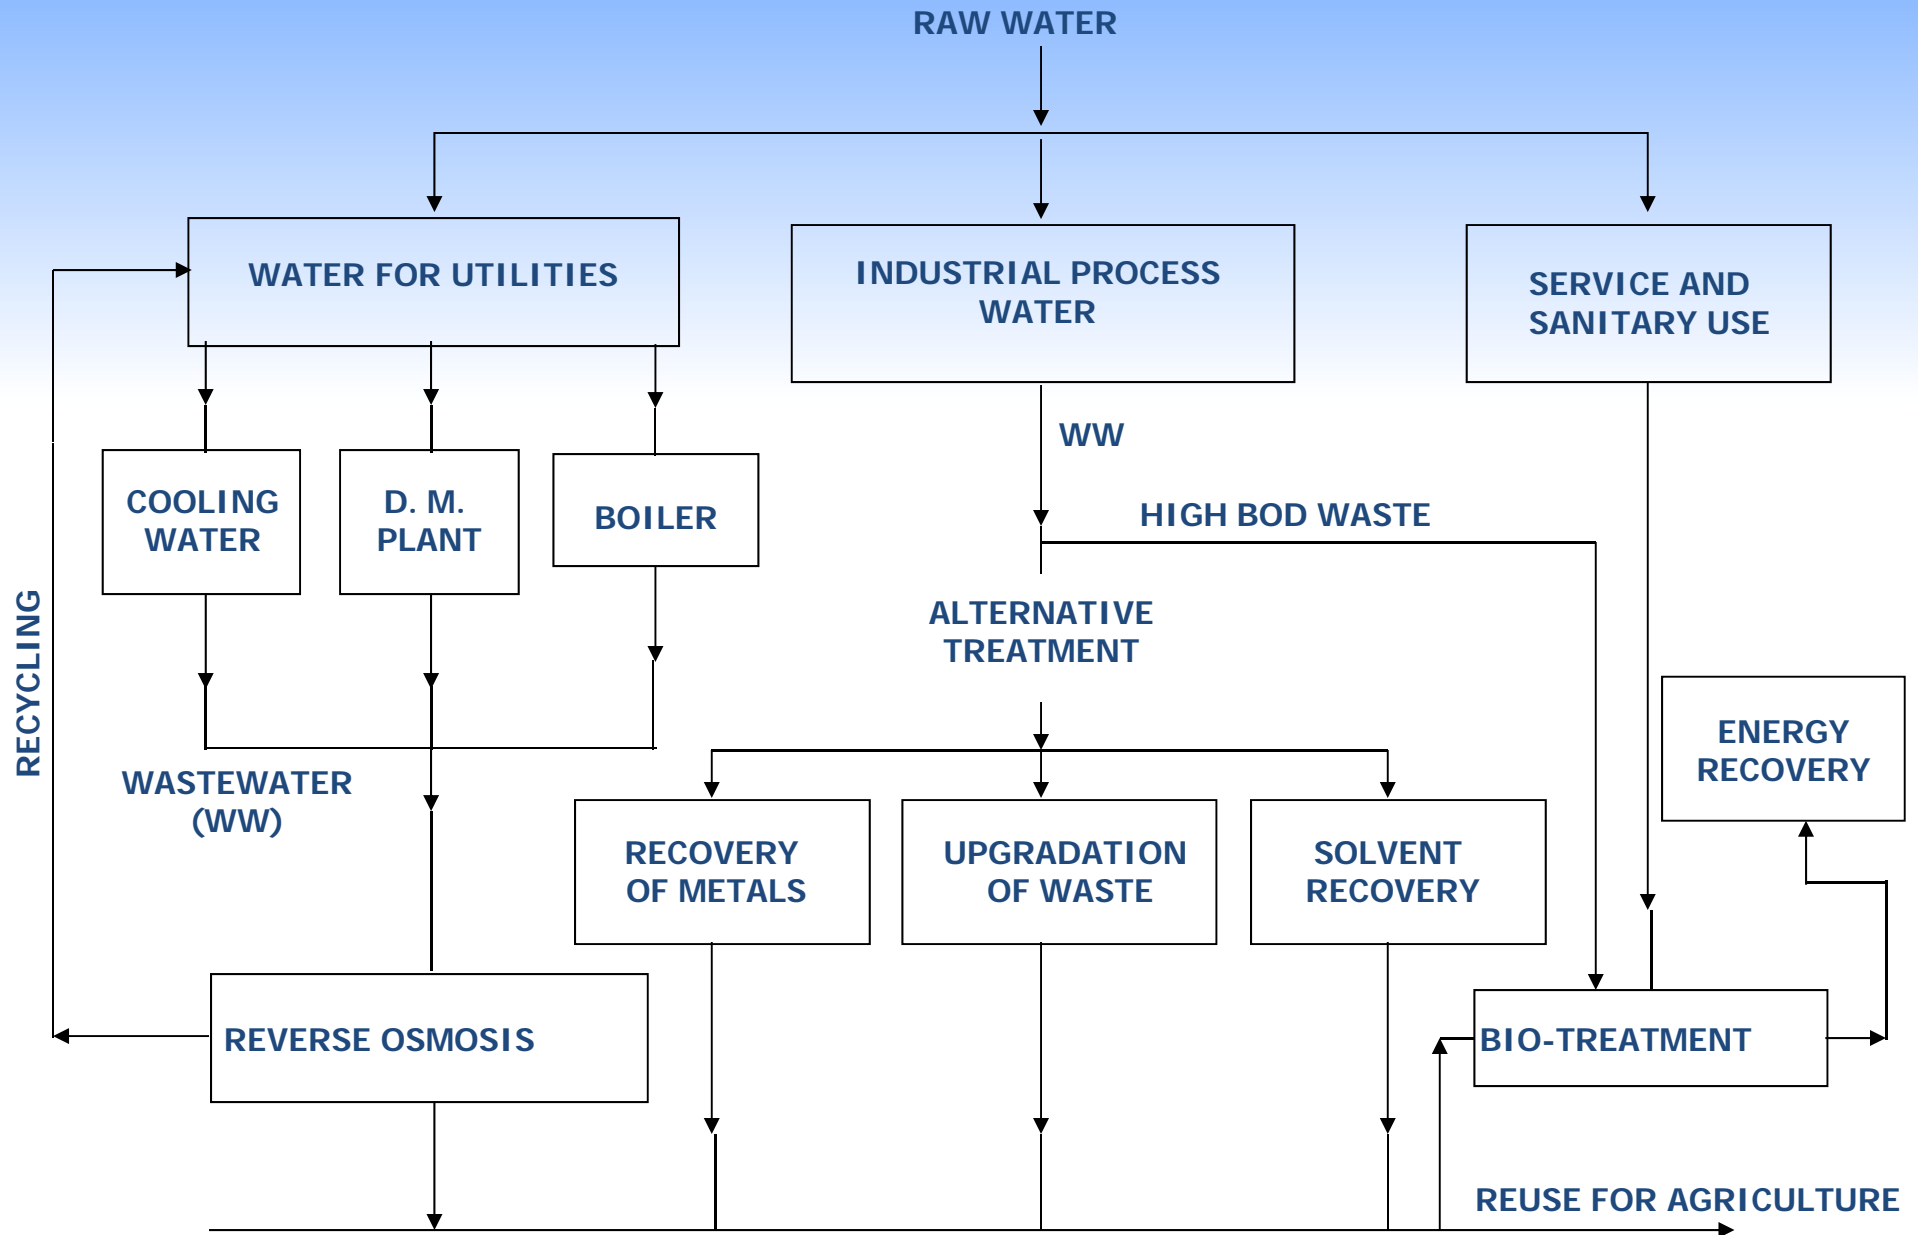 RAW WATER
WATER FOR UTILITIES
INDUSTRIAL PROCESS
WATER
SERVICE AND
SANITARY USE
WW
COOLING
WATER
D. M.
PLANT
BOILER
HIGH BOD WASTE
RECYCLING
ALTERNATIVE
TREATMENT
ENERGY
RECOVERY
WASTEWATER
(WW)
RECOVERY
OF METALS
UPGRADATION
OF WASTE
SOLVENT
RECOVERY
REVERSE OSMOSIS
BIO-TREATMENT
REUSE FOR AGRICULTURE